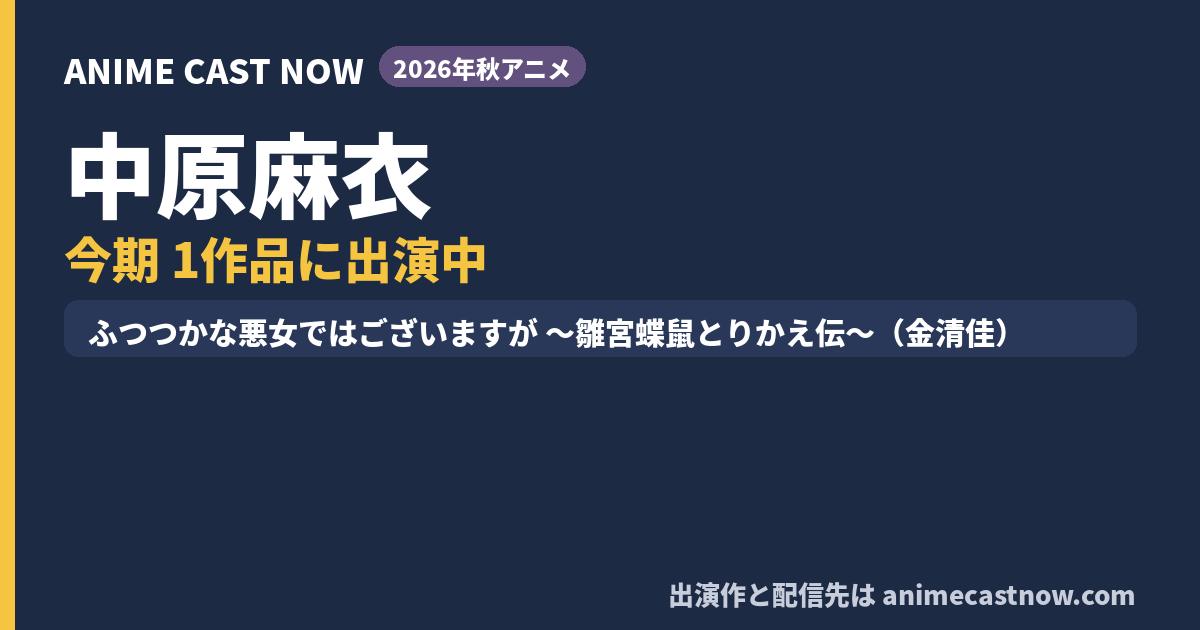 ANIME CAST NOW 2026年秋アニメ
中原麻衣
今期 1作品に出演中
ふつつかな悪女ではございますが ～雛宮蝶鼠とりかえ伝～（金清佳）
出演作と配信先は animecastnow.com